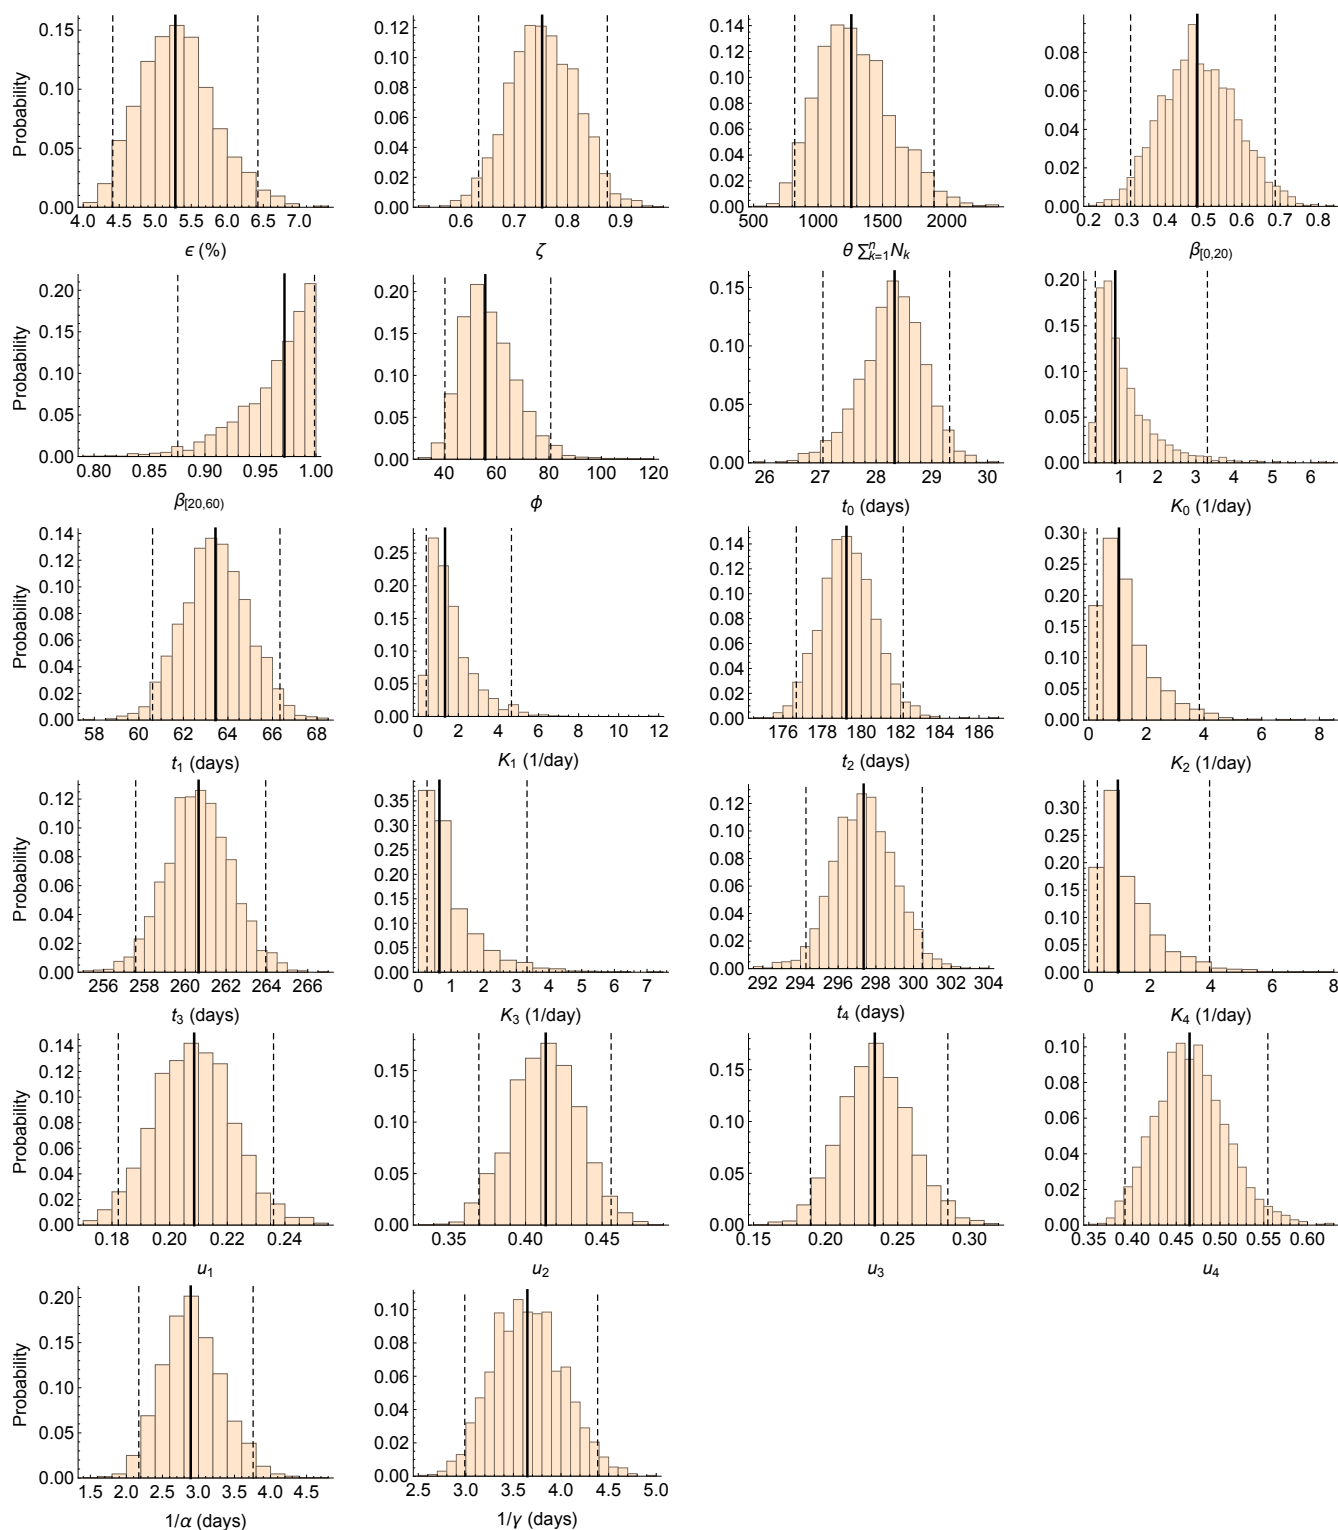 Probability
0.15
0.10
0.05
0.00
4.0 4.5 5.0 5.5 6.0 6.5 7.0
ϵ (%)
0.12
0.10
0.08
0.06
0.04
0.02
0.00
0.6 0.7 0.8 0.9
ζ
0.14
0.12
0.10
0.08
0.06
0.04
0.02
0.00
500 1000 1500 2000
θ ∑ⁿₖ₌₁ Nₖ
0.08
0.06
0.04
0.02
0.00
0.2 0.3 0.4 0.5 0.6 0.7 0.8
β[0,20)
Probability
0.20
0.15
0.10
0.05
0.00
0.80 0.85 0.90 0.95 1.00
β[20,60)
0.20
0.15
0.10
0.05
0.00
40 60 80 100 120
ϕ
0.15
0.10
0.05
0.00
26 27 28 29 30
t₀ (days)
0.20
0.15
0.10
0.05
0.00
1 2 3 4 5 6
K₀ (1/day)
Probability
0.14
0.12
0.10
0.08
0.06
0.04
0.02
0.00
58 60 62 64 66 68
t₁ (days)
0.25
0.20
0.15
0.10
0.05
0.00
0 2 4 6 8 10 12
K₁ (1/day)
0.14
0.12
0.10
0.08
0.06
0.04
0.02
0.00
176 178 180 182 184 186
t₂ (days)
0.30
0.25
0.20
0.15
0.10
0.05
0.00
0 2 4 6 8
K₂ (1/day)
Probability
0.12
0.10
0.08
0.06
0.04
0.02
0.00
256 258 260 262 264 266
t₃ (days)
0.35
0.30
0.25
0.20
0.15
0.10
0.05
0.00
0 1 2 3 4 5 6 7
K₃ (1/day)
0.12
0.10
0.08
0.06
0.04
0.02
0.00
292 294 296 298 300 302 304
t₄ (days)
0.30
0.25
0.20
0.15
0.10
0.05
0.00
0 2 4 6 8
K₄ (1/day)
Probability
0.14
0.12
0.10
0.08
0.06
0.04
0.02
0.00
0.18 0.20 0.22 0.24
u₁
0.15
0.10
0.05
0.00
0.35 0.40 0.45
u₂
0.15
0.10
0.05
0.00
0.15 0.20 0.25 0.30
u₃
0.10
0.08
0.06
0.04
0.02
0.00
0.35 0.40 0.45 0.50 0.55 0.60
u₄
Probability
0.20
0.15
0.10
0.05
0.00
1.5 2.0 2.5 3.0 3.5 4.0 4.5
1/α (days)
0.10
0.08
0.06
0.04
0.02
0.00
2.5 3.0 3.5 4.0 4.5 5.0
1/γ (days)